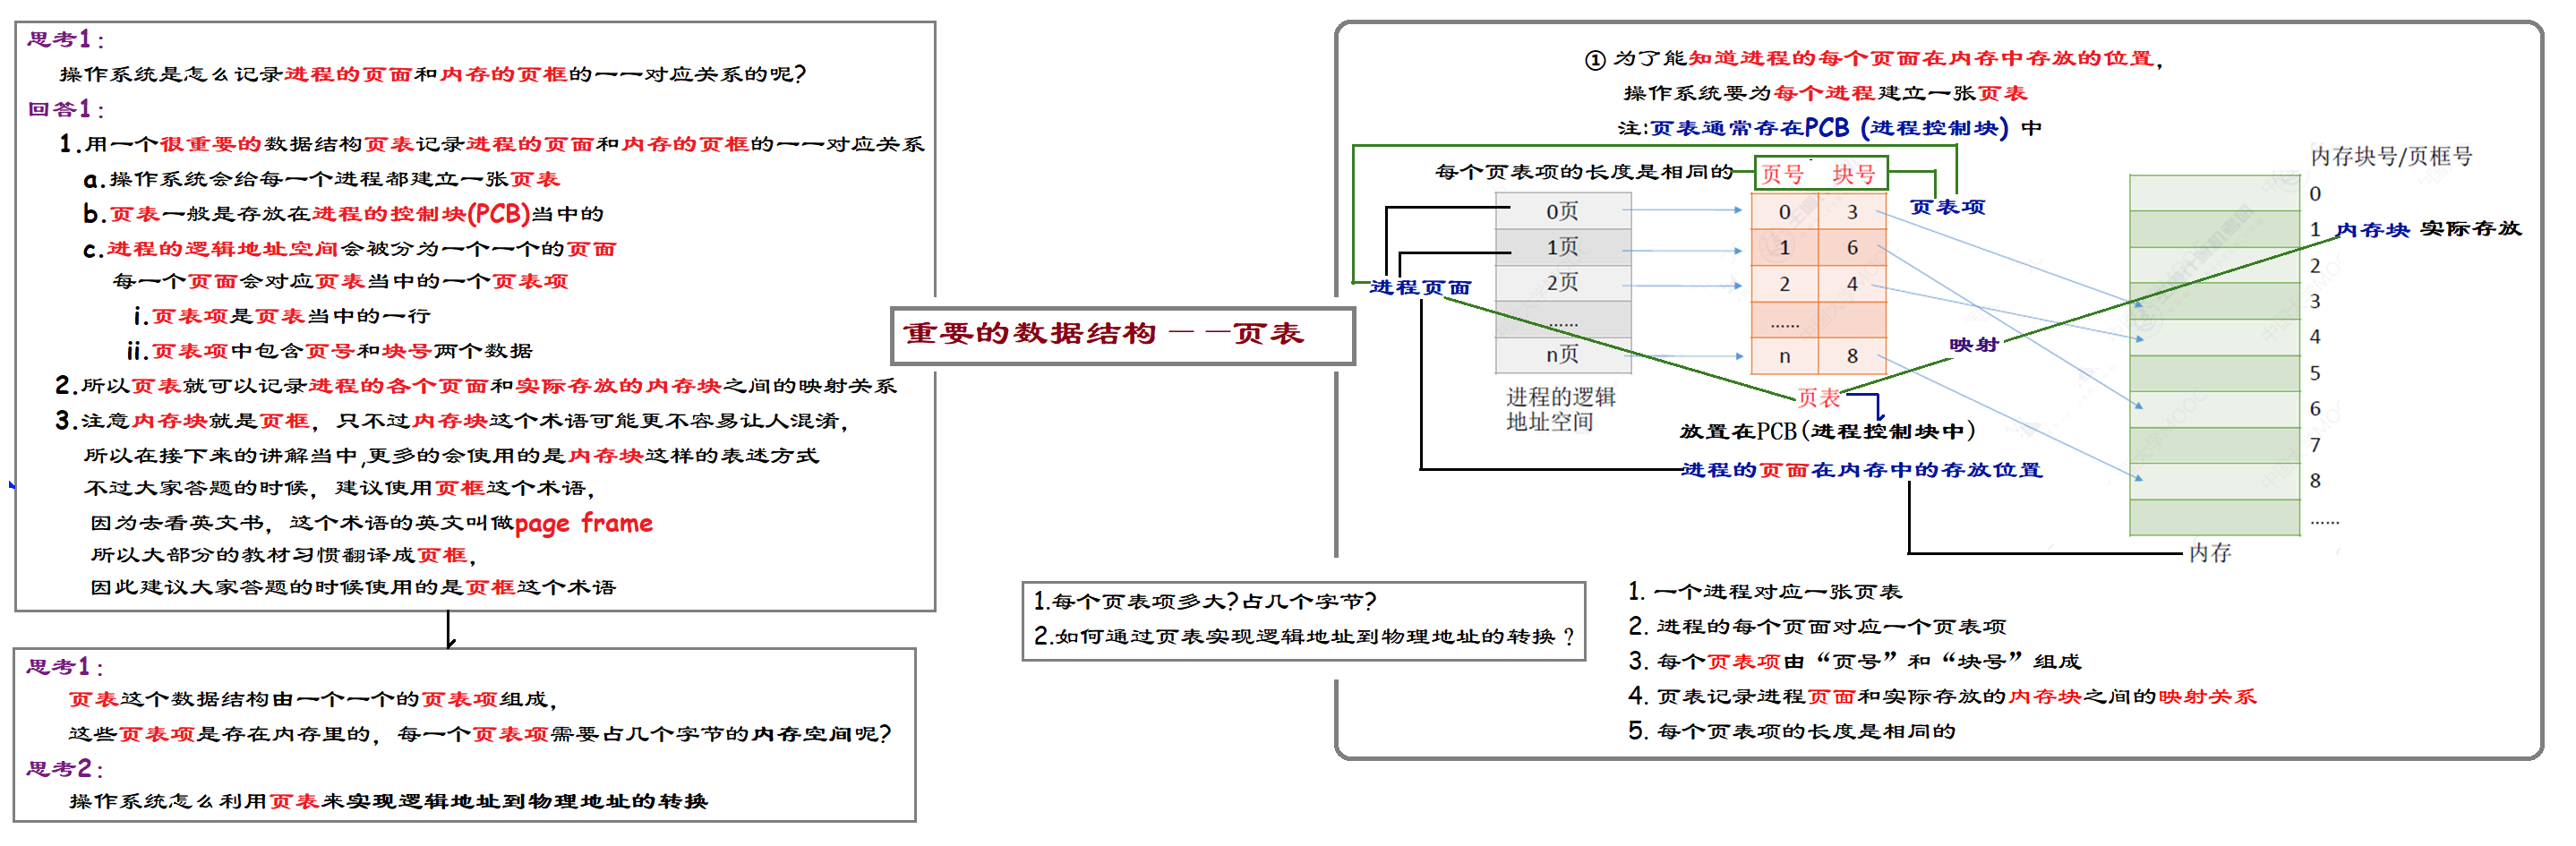 思考1:
操作系统是怎么记录进程的页面和内存的页框的一一对应关系的呢?
回答1:
1.用一个很重要的数据结构页表记录进程的页面和内存的页框的一一对应关系
a.操作系统会给每一个进程都建立一张页表
b.页表一般是存放在进程的控制块(PCB)当中的
c.进程的逻辑地址空间会被分为一个一个的页面
每一个页面会对应页表当中的一个页表项
i.页表项是页表当中的一行
ii.页表项中包含页号和块号两个数据
2.所以页表就可以记录进程的各个页面和实际存放的内存块之间的映射关系
3.注意内存块就是页框，只不过内存块这个术语可能更不容易让人混淆，
所以在接下来的讲解当中,更多的会使用的是内存块这样的表述方式
不过大家答题的时候，建议使用页框这个术语，
因为去看英文书，这个术语的英文叫做page frame
所以大部分的教材习惯翻译成页框，
因此建议大家答题的时候使用的是页框这个术语
思考1:
页表这个数据结构由一个一个的页表项组成，
这些页表项是存在内存里的，每一个页表项需要占几个字节的内存空间呢?
思考2:
操作系统怎么利用页表来实现逻辑地址到物理地址的转换
重要的数据结构——页表
1.每个页表项多大?占几个字节?
2.如何通过页表实现逻辑地址到物理地址的转换？
① 为了能知道进程的每个页面在内存中存放的位置，
操作系统要为每个进程建立一张页表
注:页表通常存在PCB (进程控制块) 中
每个页表项的长度是相同的
页号 块号
页表项
0页
1页
2页
......
n页
进程的逻辑
地址空间
进程页面
0 3
1 6
2 4
......
n 8
页表
映射
放置在PCB(进程控制块中)
进程的页面在内存中的存放位置
内存块号/页框号
0
1
内存块 实际存放
2
3
4
5
6
7
8
......
内存
1. 一个进程对应一张页表
2. 进程的每个页面对应一个页表项
3. 每个页表项由“页号”和“块号”组成
4. 页表记录进程页面和实际存放的内存块之间的映射关系
5. 每个页表项的长度是相同的